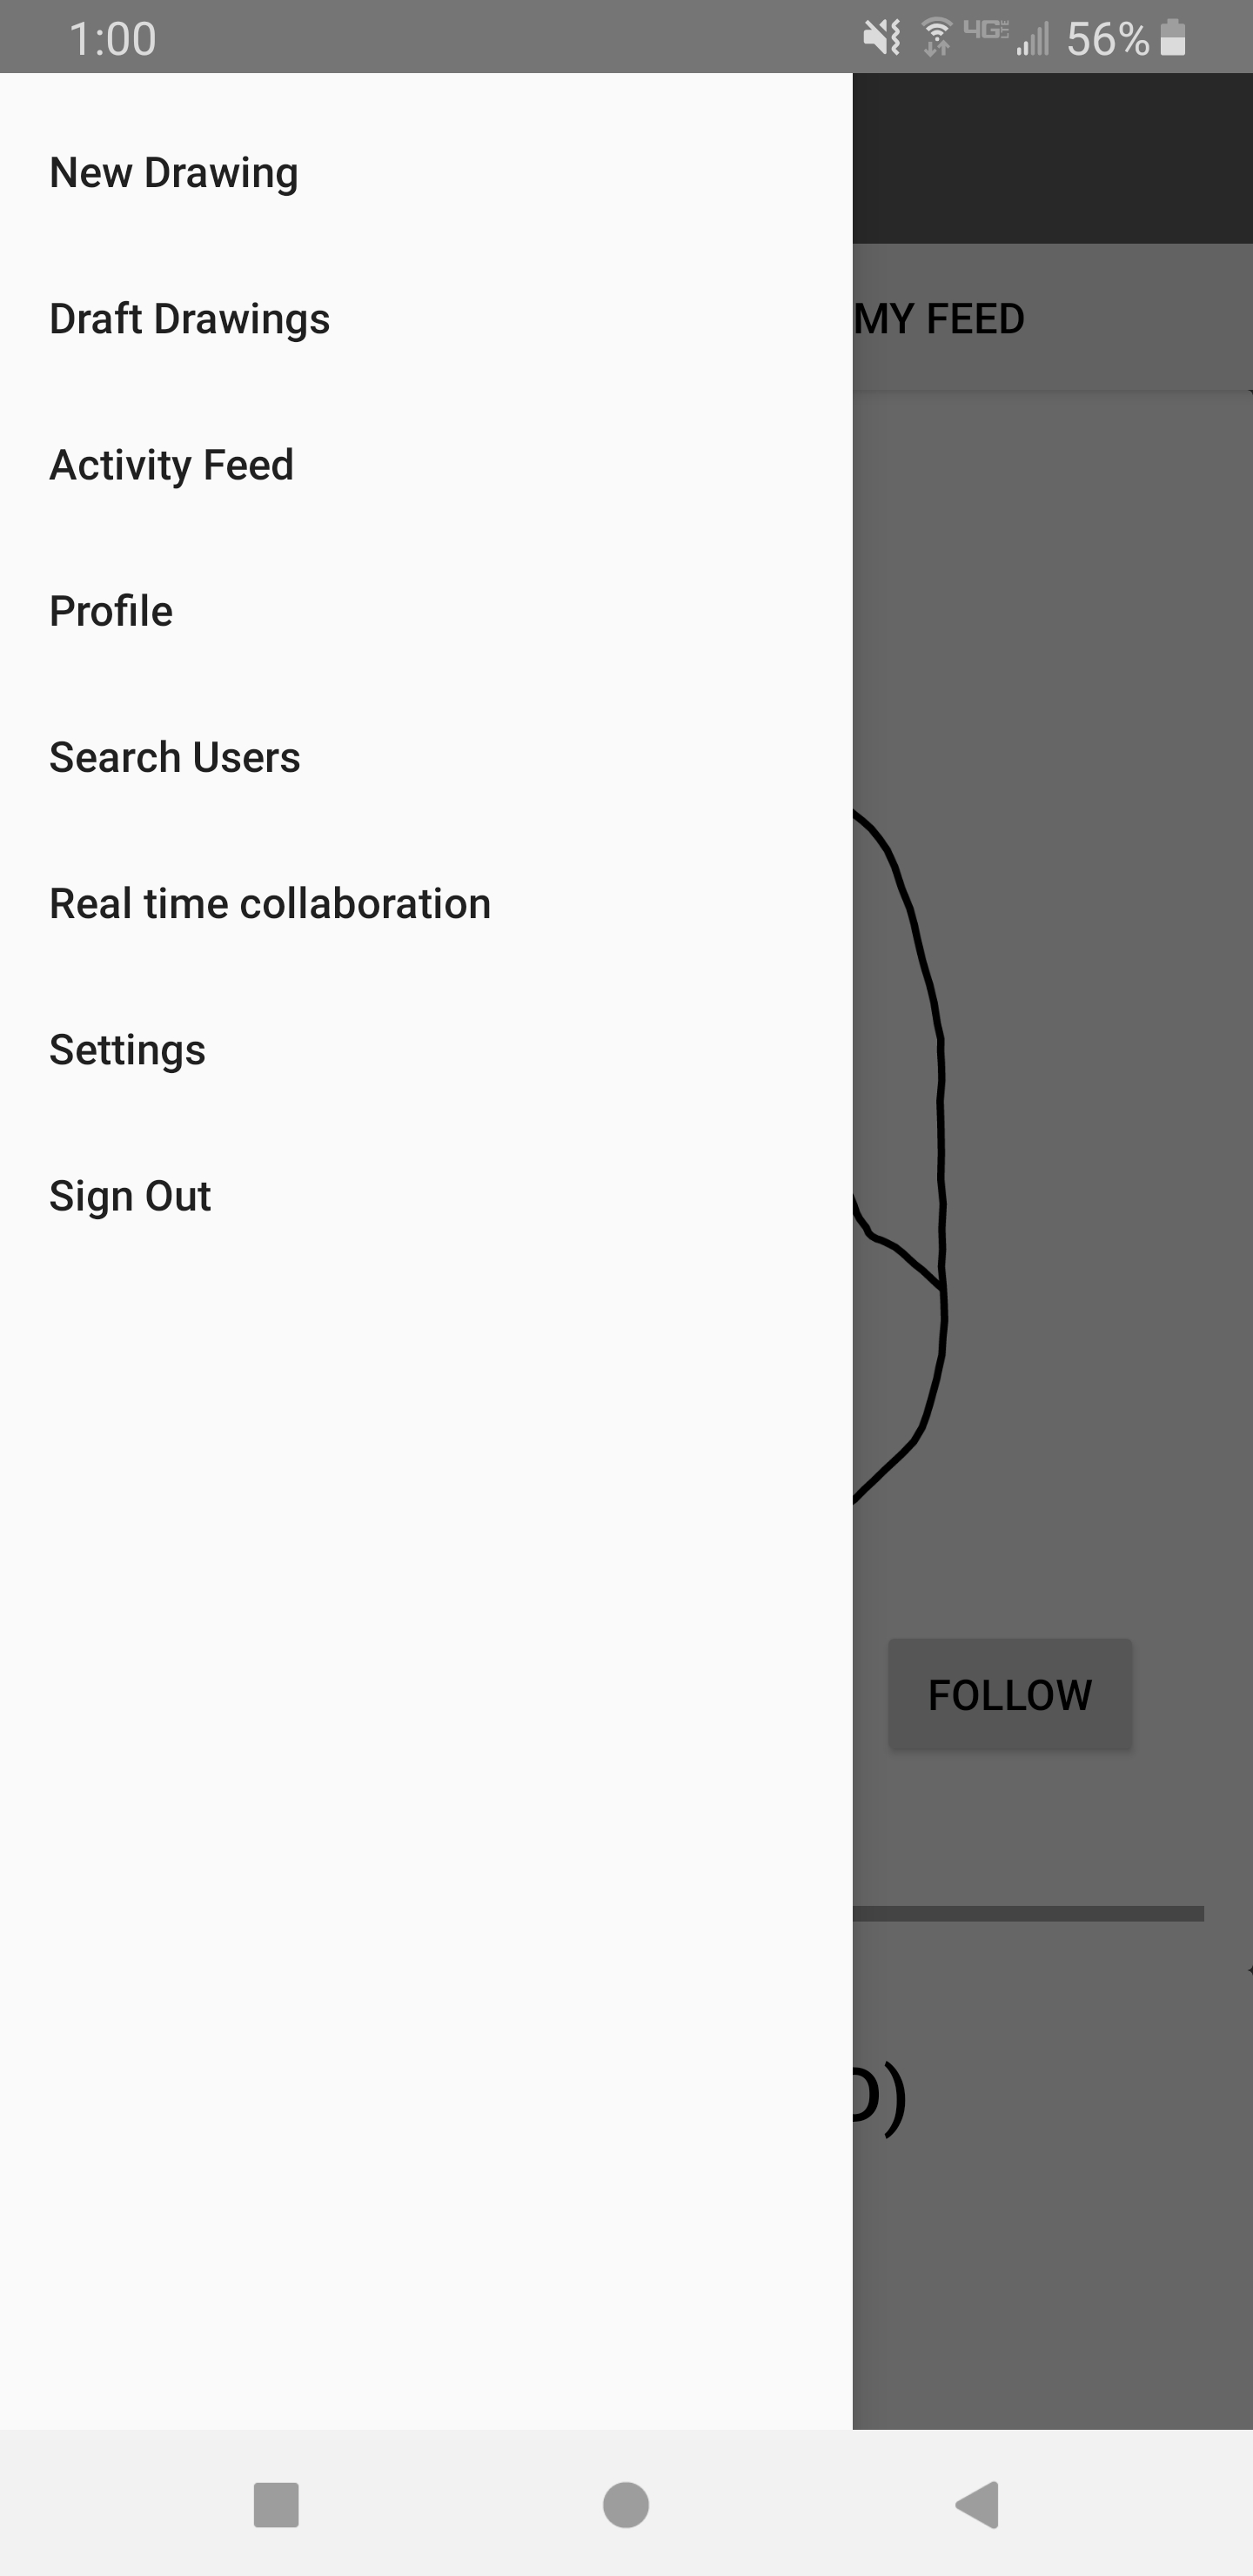 1:00 4G LTE 56%
New Drawing
Draft Drawings
MY FEED
Activity Feed
Profile
Search Users
Real time collaboration
Settings
Sign Out
FOLLOW
)